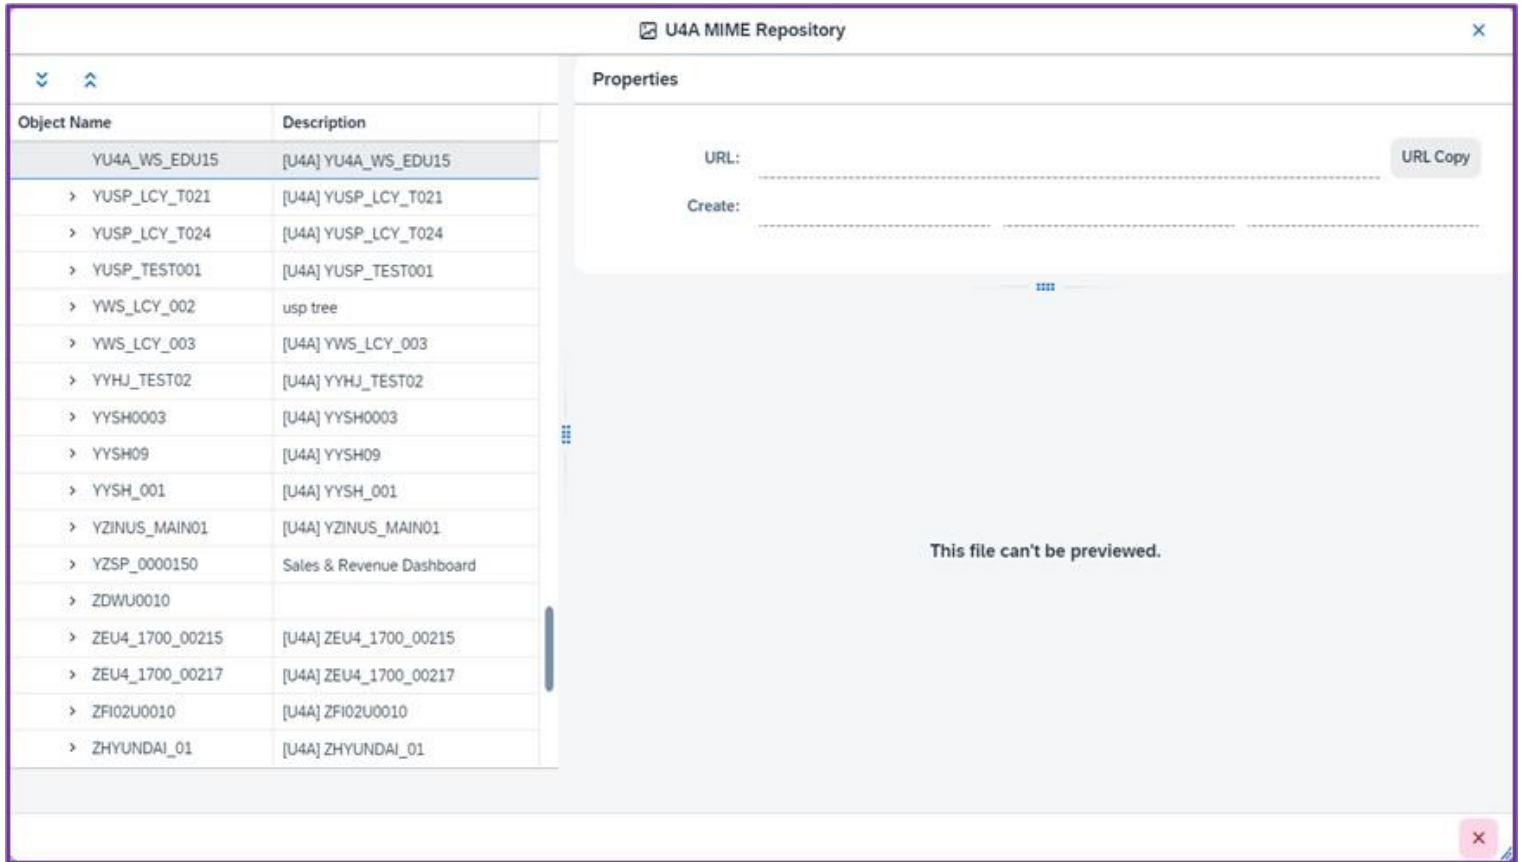 U4A MIME Repository
Properties
Object Name Description
YU4A_WS_EDU15 [U4A] YU4A_WS_EDU15
YUSP_LCY_T021 [U4A] YUSP_LCY_T021
YUSP_LCY_T024 [U4A] YUSP_LCY_T024
YUSP_TEST001 [U4A] YUSP_TEST001
YWS_LCY_002 usp tree
YWS_LCY_003 [U4A] YWS_LCY_003
YYHJ_TEST02 [U4A] YYHJ_TEST02
YYSH0003 [U4A] YYSH0003
YYSH09 [U4A] YYSH09
YYSH_001 [U4A] YYSH_001
YZINUS_MAIN01 [U4A] YZINUS_MAIN01
YZSP_0000150 Sales & Revenue Dashboard
ZDWU0010
ZEU4_1700_00215 [U4A] ZEU4_1700_00215
ZEU4_1700_00217 [U4A] ZEU4_1700_00217
ZFI02U0010 [U4A] ZFI02U0010
ZHYUNDAI_01 [U4A] ZHYUNDAI_01
URL: URL Copy
Create:
This file can't be previewed.